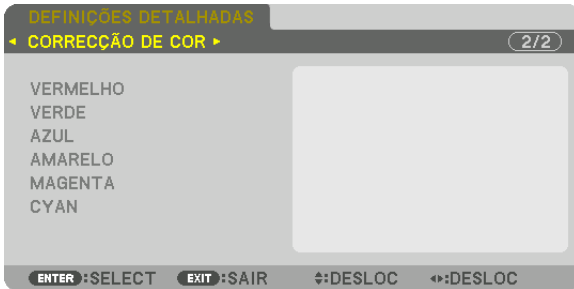 DEFINIÇÕES DETALHADAS
◂ CORRECÇÃO DE COR ▸ 2/2
VERMELHO
VERDE
AZUL
AMARELO
MAGENTA
CYAN
ENTER :SELECT EXIT :SAIR :DESLOC :DESLOC